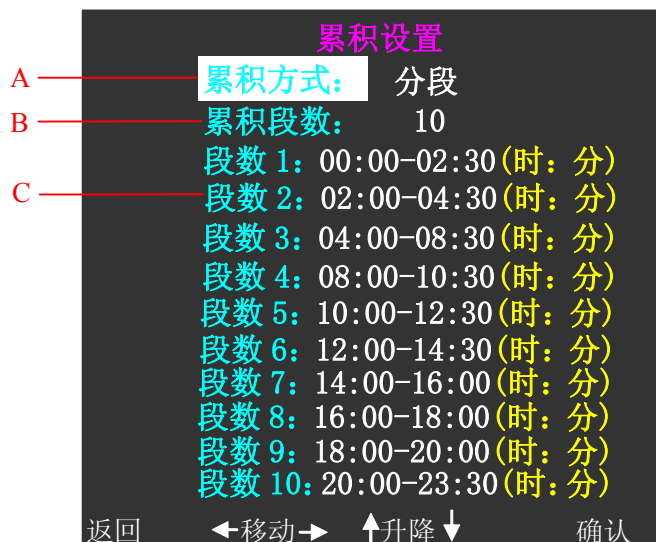 累积设置
A 累积方式： 分段
B 累积段数： 10
段数 1：00:00-02:30(时：分)
C 段数 2：02:00-04:30(时：分)
段数 3：04:00-08:30(时：分)
段数 4：08:00-10:30(时：分)
段数 5：10:00-12:30(时：分)
段数 6：12:00-14:30(时：分)
段数 7：14:00-16:00(时：分)
段数 8：16:00-18:00(时：分)
段数 9：18:00-20:00(时：分)
段数 10：20:00-23:30(时：分)
返回 ←移动→ ↑升降↓ 确认